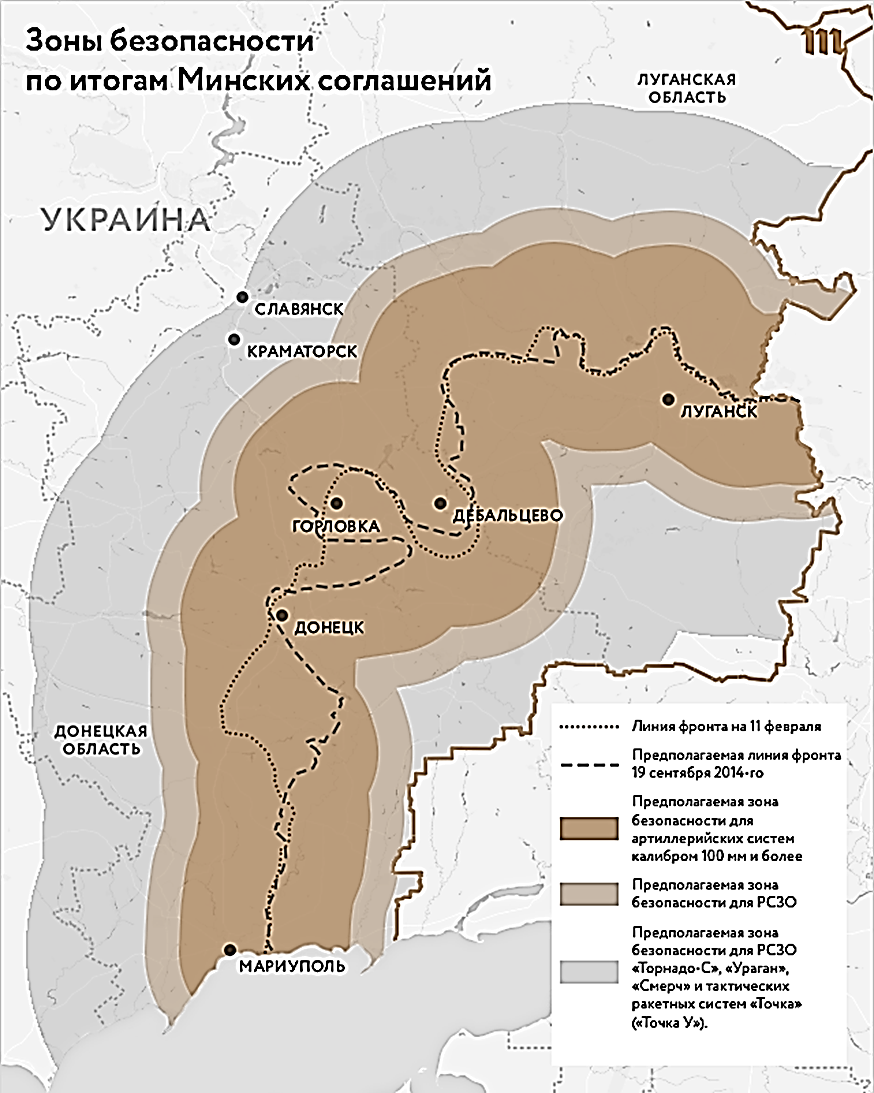 Зоны безопасности
по итогам Минских соглашений
m
ЛУГАНСКАЯ
ОБЛАСТЬ
УКРАИНА
СЛАВЯНСК
КРАМАТОРСК
ЛУГАНСК
ГОРЛОВКА
ДЕБАЛЬЦЕВО
ДОНЕЦК
ДОНЕЦКАЯ
ОБЛАСТЬ
МАРИУПОЛЬ
Линия фронта на 11 февраля
Предполагаемая линия фронта
19 сентября 2014-го
Предполагаемая зона
безопасности для
артиллерийских систем
калибром 100 мм и более
Предполагаемая зона
безопасности для РСЗО
Предполагаемая зона
безопасности для РСЗО
«Торнадо-С», «Ураган»,
«Смерч» и тактических
ракетных систем «Точка»
(«Точка У»).